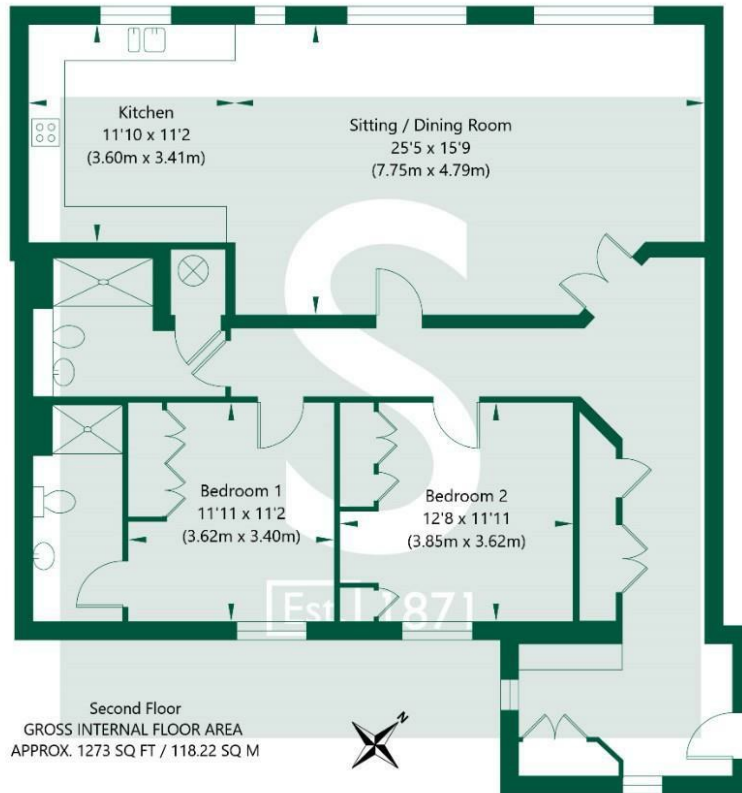 Kitchen
11'10 x 11'2
(3.60m x 3.41m)
Sitting / Dining Room
25'5 x 15'9
(7.75m x 4.79m)
Bedroom 1
11'11 x 11'2
(3.62m x 3.40m)
Bedroom 2
12'8 x 11'11
(3.85m x 3.62m)
S
Est. 1871
Second Floor
GROSS INTERNAL FLOOR AREA
APPROX. 1273 SQ FT / 118.22 SQ M
N